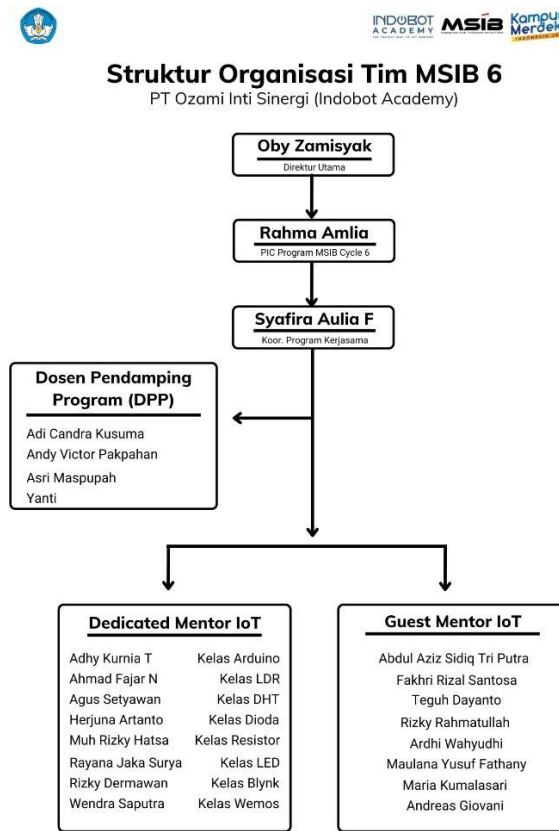 INDOBOT
ACADEMY
MSIB
Kampus
Merdeka
INDONESIA JAYA
Struktur Organisasi Tim MSIB 6
PT Ozami Inti Sinergi (Indobot Academy)
Oby Zamisyak
Direktur Utama
Rahma Amlia
PIC Program MSIB Cycle 6
Syafira Aulia F
Koor. Program Kerjasama
Dosen Pendamping
Program (DPP)
Adi Candra Kusuma
Andy Victor Pakpahan
Asri Maspupah
Yanti
Dedicated Mentor IoT
Adhy Kurnia T Kelas Arduino
Ahmad Fajar N Kelas LDR
Agus Setyawan Kelas DHT
Herjuna Artanto Kelas Dioda
Muh Rizky Hatsa Kelas Resistor
Rayana Jaka Surya Kelas LED
Rizky Dermawan Kelas Blynk
Wendra Saputra Kelas Wemos
Guest Mentor IoT
Abdul Aziz Sidiq Tri Putra
Fakhri Rizal Santosa
Teguh Dayanto
Rizky Rahmatullah
Ardhi Wahyudhi
Maulana Yusuf Fathany
Maria Kumalasari
Andreas Giovani